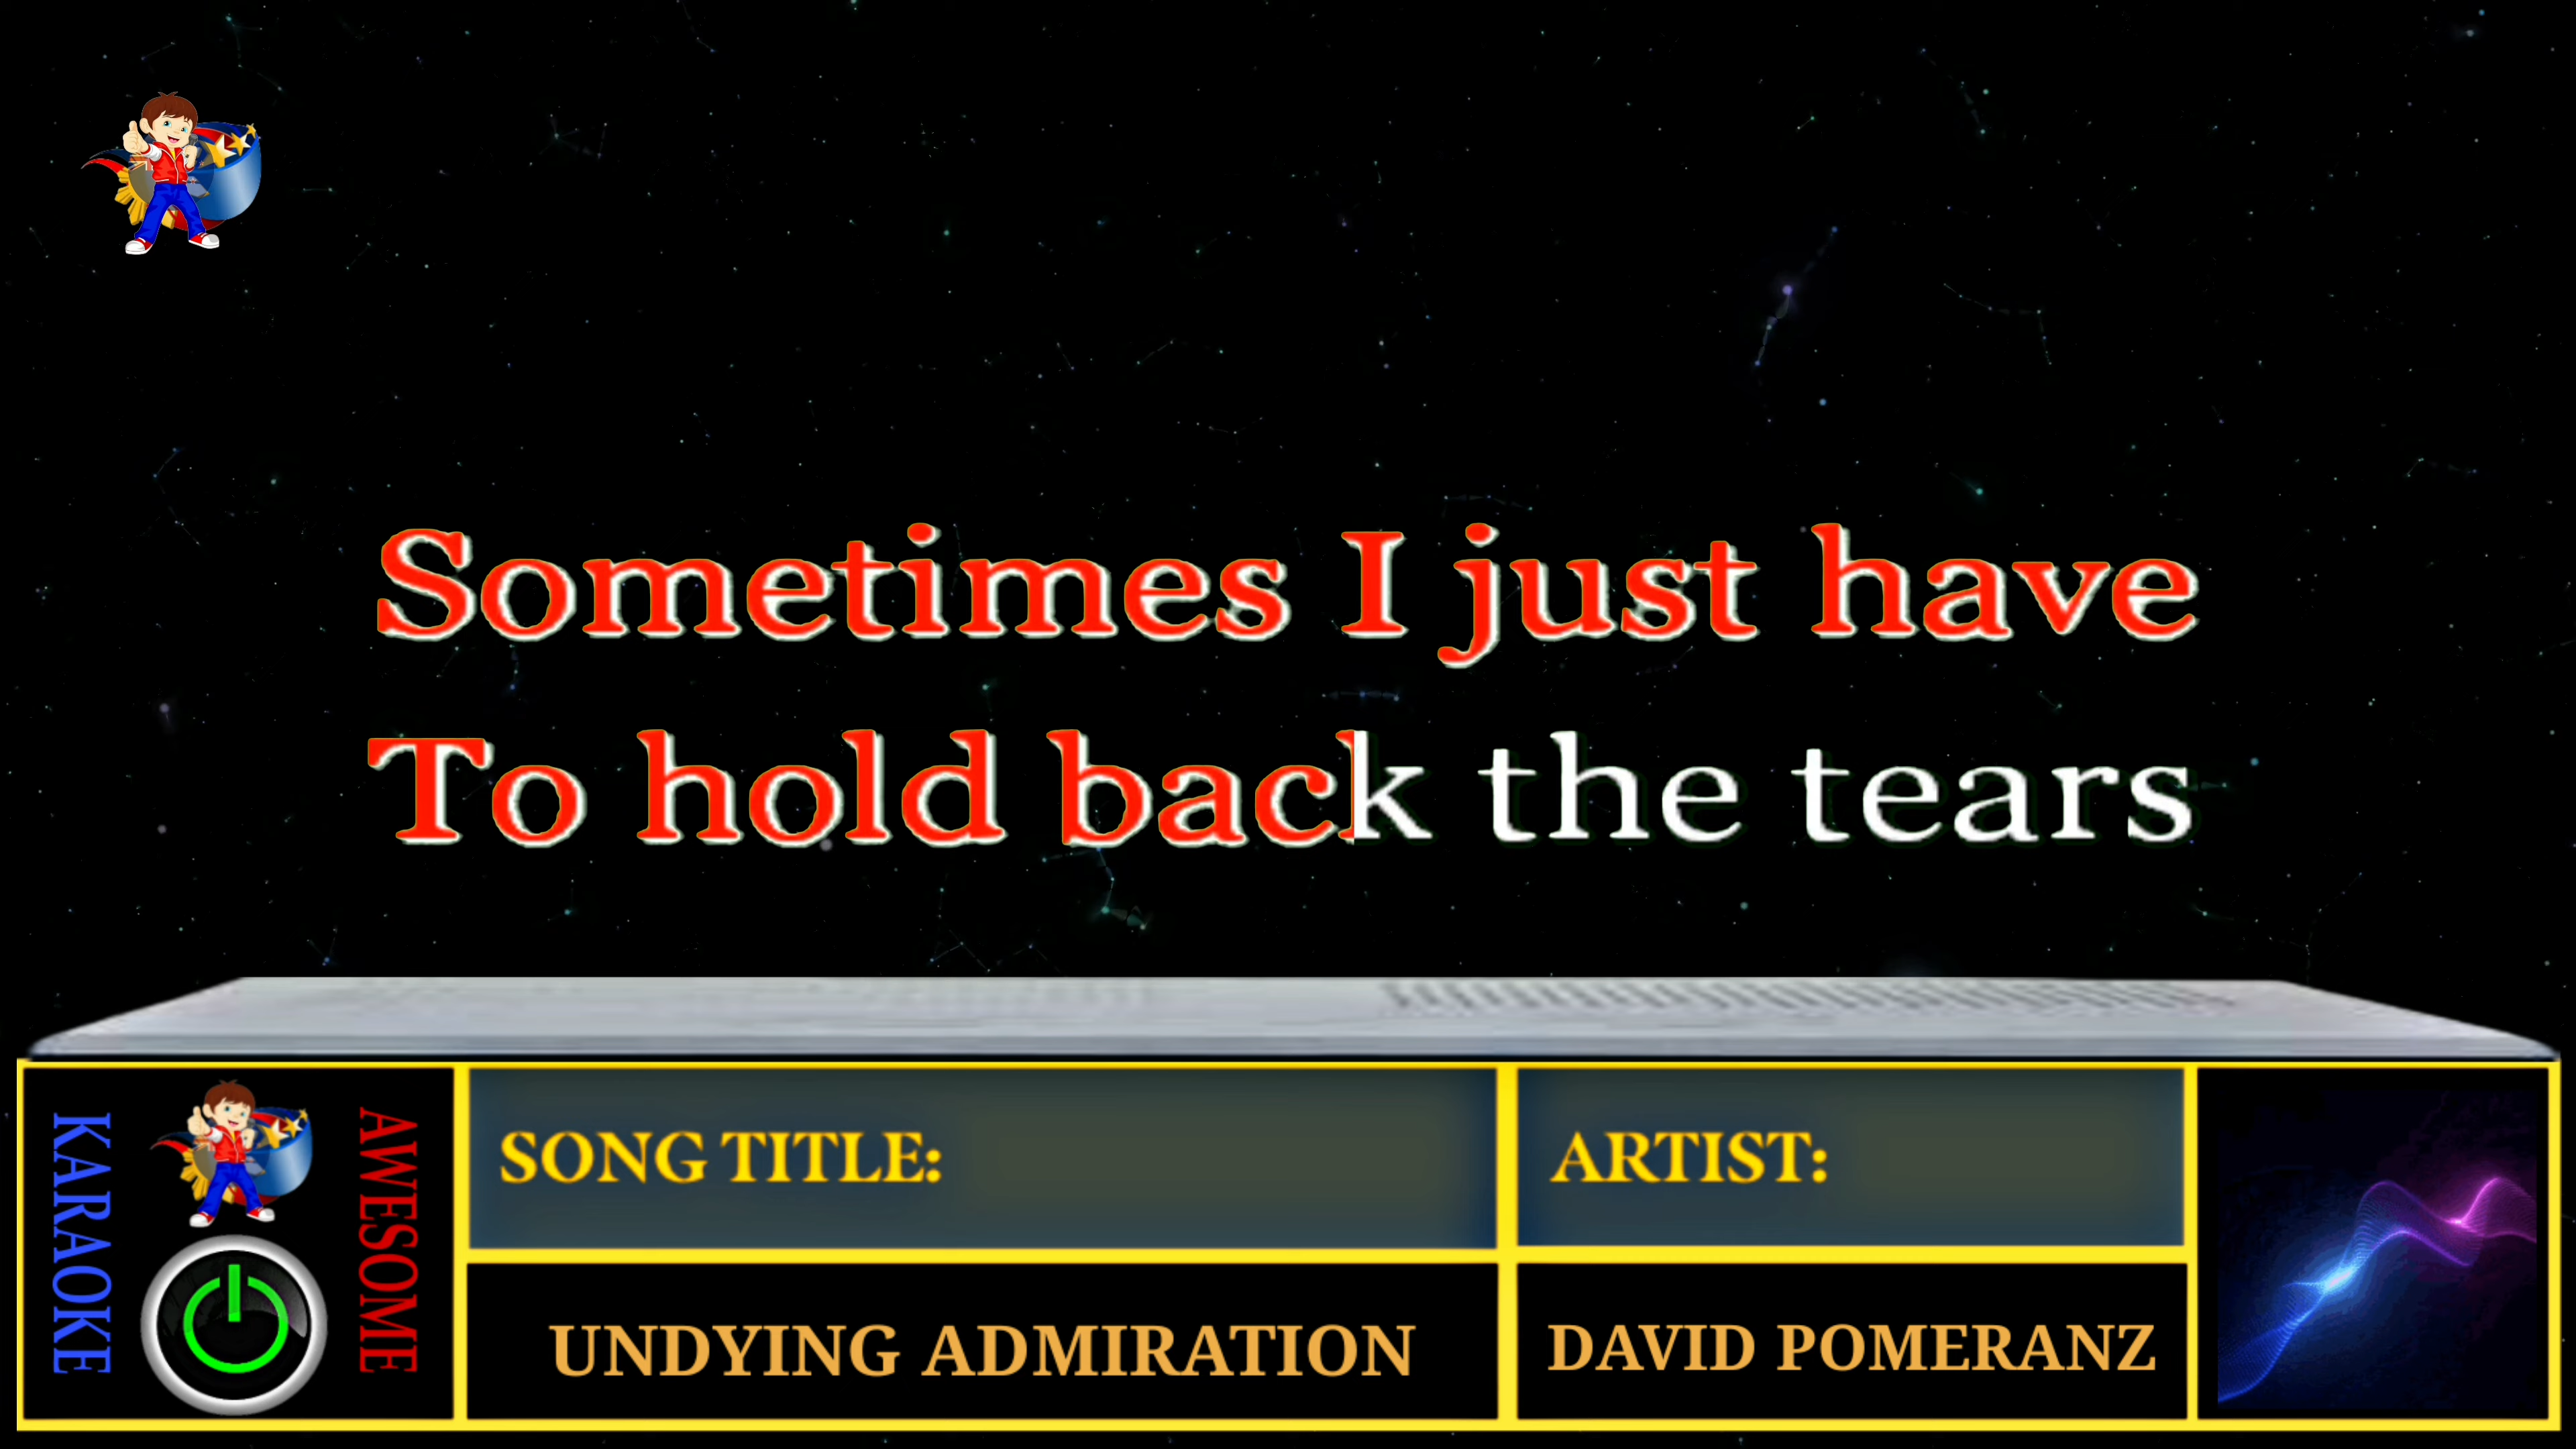 Sometimes I just have
To hold back the tears
KARAOKE
AWESOME
SONG TITLE:
ARTIST:
UNDYING ADMIRATION
DAVID POMERANZ